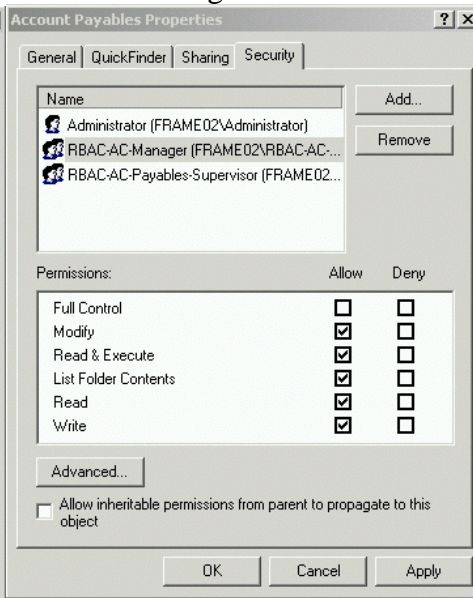 Account Payables Properties ? X
General QuickFinder Sharing Security
Name
Add...
Administrator (FRAME02\Administrator)
RBAC-AC-Manager (FRAME02\RBAC-AC-...
Remove
RBAC-AC-Payables-Supervisor (FRAME02...
Permissions: Allow Deny
Full Control
Modify
Read & Execute
List Folder Contents
Read
Write
Advanced...
Allow inheritable permissions from parent to propagate to this
object
OK Cancel Apply